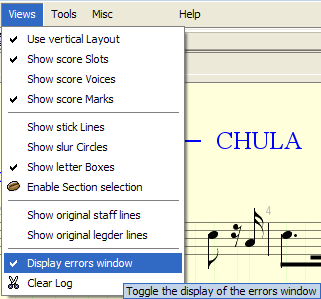 Views Tools Misc
Use vertical Layout
Show score Slots
Show score Voices
Show score Marks
Show stick Lines
Show slur Circles
Show letter Boxes
Enable Section selection
Show original staff lines
Show original legder lines
Display errors window
Clear Log
CHULA
4
Toggle the display of the errors window